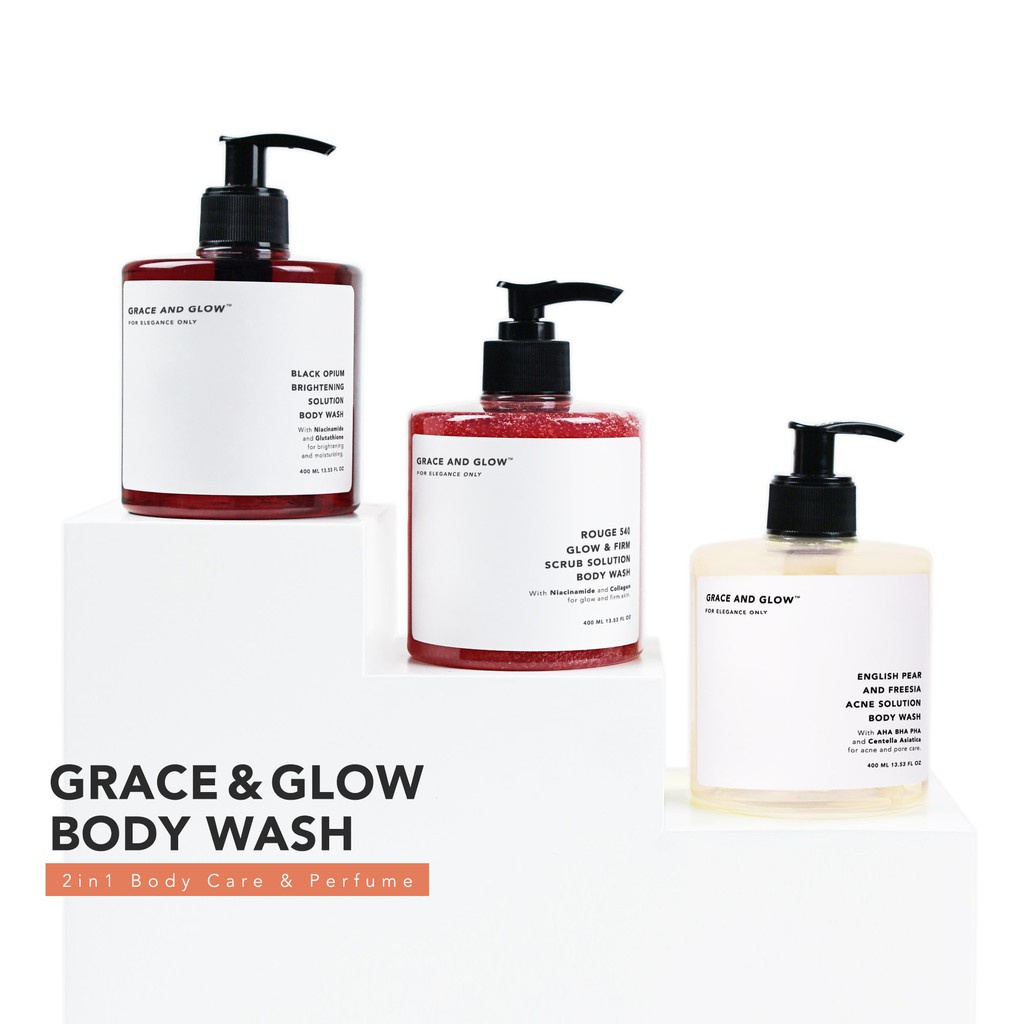 GRACE AND GLOW™
FOR ELEGANCE ONLY
BLACK OPIUM
BRIGHTENING
SOLUTION
BODY WASH
With Niacinamide
and Glutathione
for brightening
and moisturizing.
400 ML 13.53 FL OZ
GRACE AND GLOW™
FOR ELEGANCE ONLY
ROUGE 540
GLOW & FIRM
SCRUB SOLUTION
BODY WASH
With Niacinamide and Collagen
for glow and firm skin.
400 ML 13.53 FL OZ
GRACE AND GLOW™
FOR ELEGANCE ONLY
ENGLISH PEAR
AND FREESIA
ACNE SOLUTION
BODY WASH
With AHA BHA PHA
and Centella Asiatica
for acne and pore care.
400 ML 13.53 FL OZ
GRACE & GLOW
BODY WASH
2in1 Body Care & Perfume